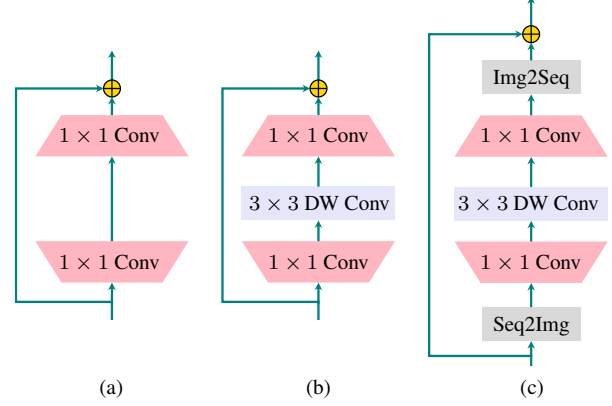 Img2Seq
1 × 1 Conv
1 × 1 Conv
1 × 1 Conv
3 × 3 DW Conv
3 × 3 DW Conv
1 × 1 Conv
1 × 1 Conv
1 × 1 Conv
Seq2Img
(a)
(b)
(c)